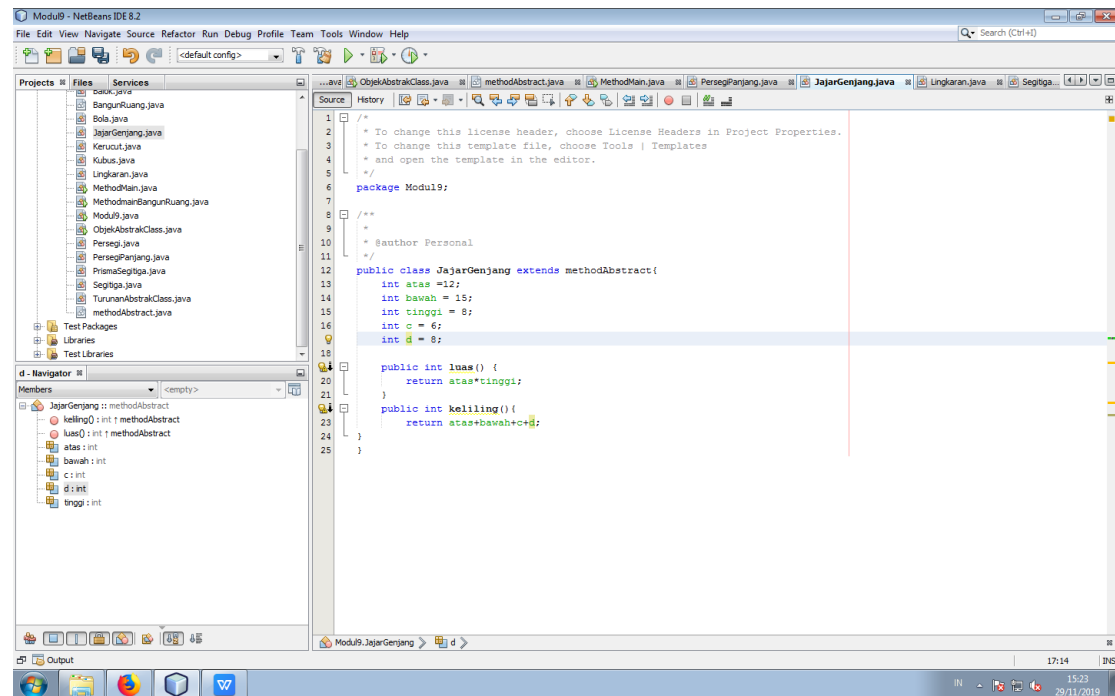 Modul9 - NetBeans IDE 8.2
File Edit View Navigate Source Refactor Run Debug Profile Team Tools Window Help
Search (Ctrl+I)
<default config>
Projects Files Services
Balok.java
BangunRuang.java
Bola.java
JajarGenjang.java
Kerucut.java
Kubus.java
Lingkaran.java
MethodMain.java
MethodmainBangunRuang.java
Modul9.java
ObjekAbstrakClass.java
Persegi.java
PersegiPanjang.java
PrismaSegitiga.java
Segitiga.java
TurunanAbstrakClass.java
methodAbstract.java
Test Packages
Libraries
Test Libraries
d - Navigator
Members <empty>
JajarGenjang :: methodAbstract
keliling() : int ↑ methodAbstract
luas() : int ↑ methodAbstract
atas : int
bawah : int
c : int
d : int
tinggi : int
...ava ObjekAbstrakClass.java methodAbstract.java MethodMain.java PersegiPanjang.java JajarGenjang.java Lingkaran.java Segitiga...
Source History
1 /*
2 * To change this license header, choose License Headers in Project Properties.
3 * To change this template file, choose Tools | Templates
4 * and open the template in the editor.
5 */
6 package Modul9;
7
8 /**
9 *
10 * @author Personal
11 */
12 public class JajarGenjang extends methodAbstract{
13 int atas =12;
14 int bawah = 15;
15 int tinggi = 8;
16 int c = 6;
int d = 8;
18
public int luas() {
20 return atas*tinggi;
21 }
public int keliling(){
23 return atas+bawah+c+d;
24 }
25 }
Modul9.JajarGenjang d
Output
17:14 INS
IN
15:23
29/11/2019